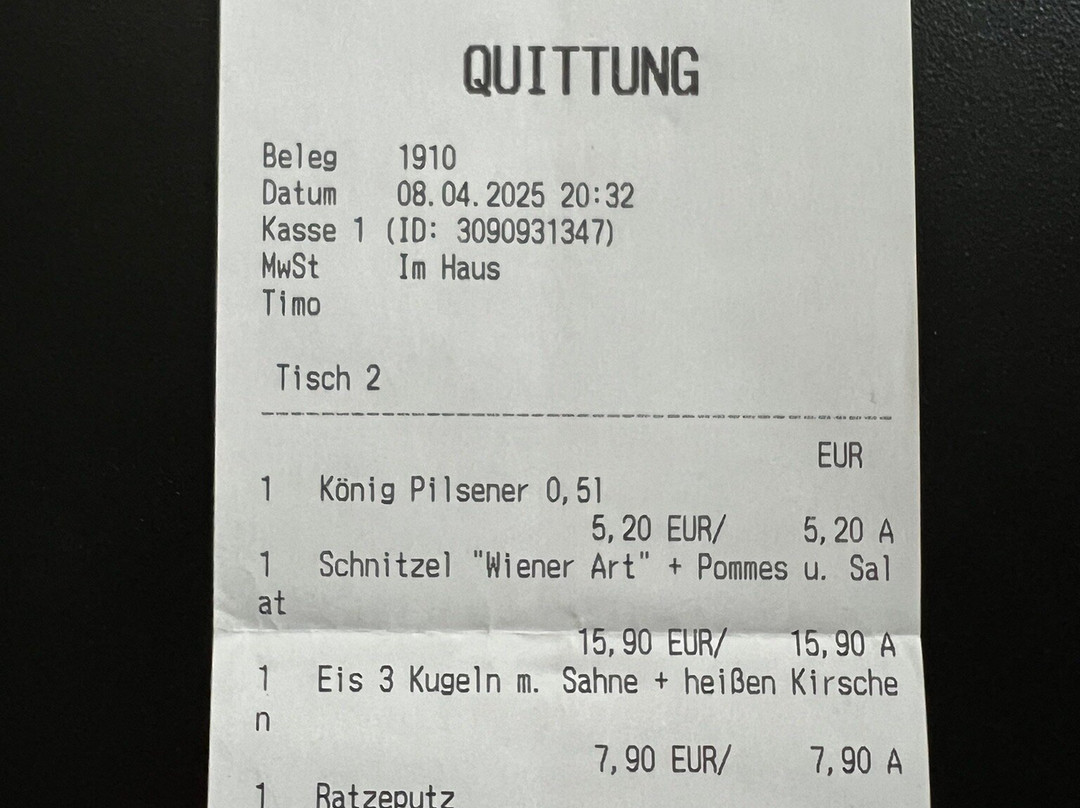 QUITTUNG
Beleg 1910
Datum 08.04.2025 20:32
Kasse 1 (ID: 3090931347)
MwSt Im Haus
Timo
Tisch 2
EUR
1 König Pilsener 0,5l
5,20 EUR/ 5,20 A
1 Schnitzel "Wiener Art" + Pommes u. Sal
at
15,90 EUR/ 15,90 A
1 Eis 3 Kugeln m. Sahne + heißen Kirsche
n
7,90 EUR/ 7,90 A
1 Ratzeputz